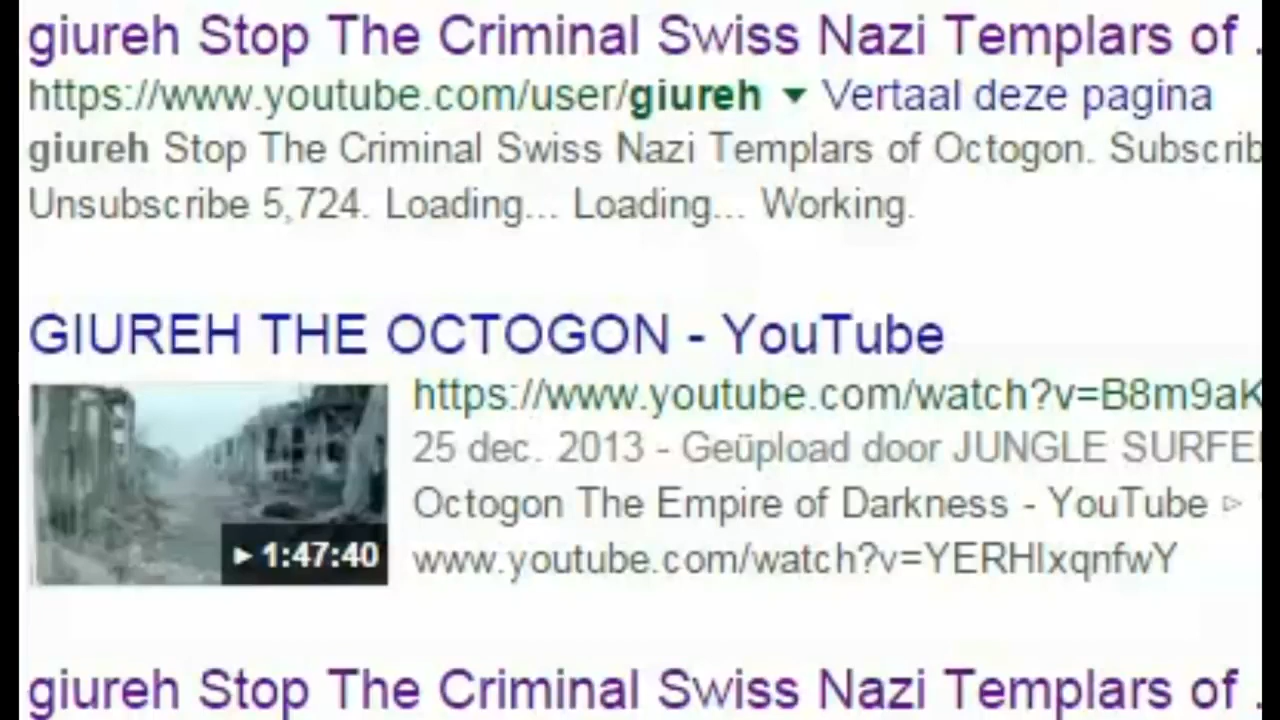 giureh Stop The Criminal Swiss Nazi Templars of .
https://www.youtube.com/user/giureh ▼ Vertaal deze pagina
giureh Stop The Criminal Swiss Nazi Templars of Octogon. Subscrib
Unsubscribe 5,724. Loading... Loading... Working.
GIUREH THE OCTOGON - YouTube
https://www.youtube.com/watch?v=B8m9aK
25 dec. 2013 - Geüpload door JUNGLE SURFE
Octogon The Empire of Darkness - YouTube ▹
www.youtube.com/watch?v=YERHlxqnfwY
1:47:40
giureh Stop The Criminal Swiss Nazi Templars of .